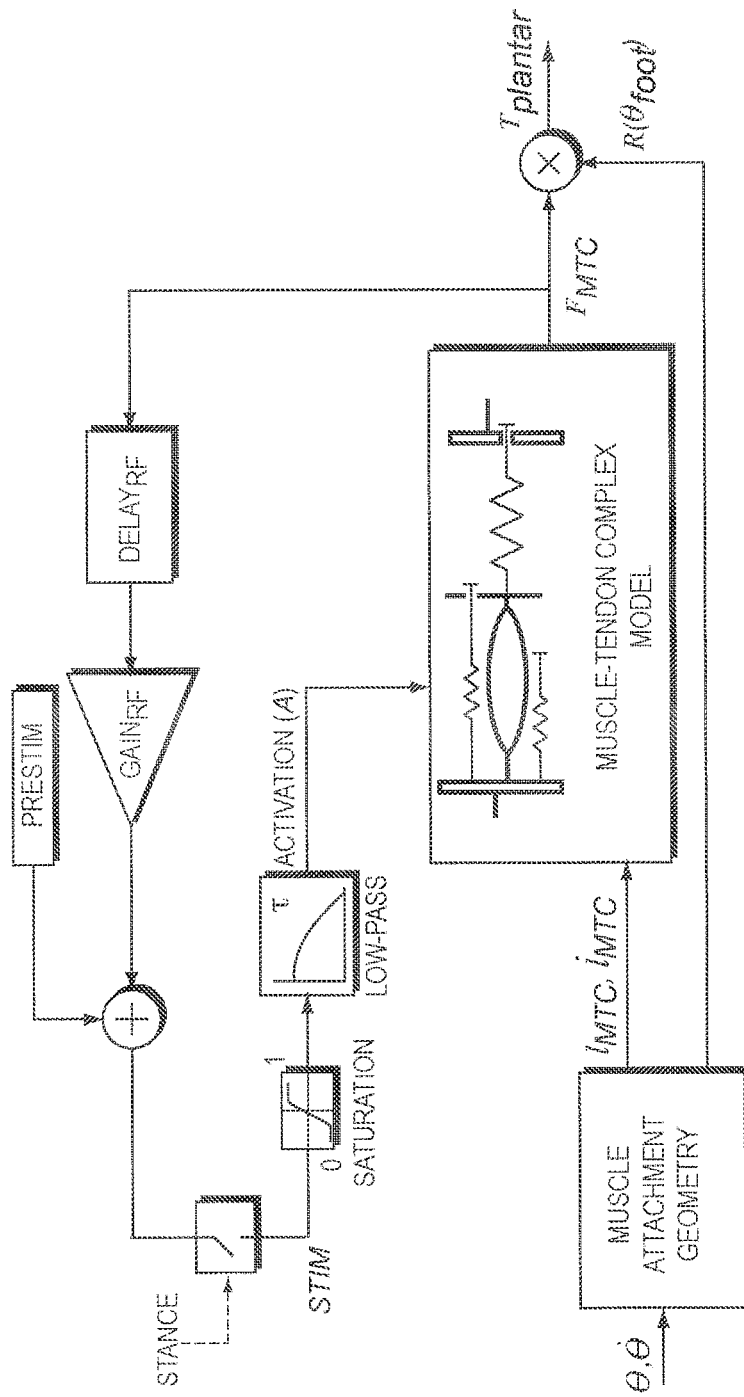 PRESTIM
GAIN_RF
DELAY_RF
+
STANCE
STIM
0
1
SATURATION
τ
LOW-PASS
ACTIVATION (A)
MUSCLE-TENDON COMPLEX
MODEL
θ, θ̇
MUSCLE
ATTACHMENT
GEOMETRY
l_MTC, l̇_MTC
F_MTC
×
T_plantar
R(θ_foot)